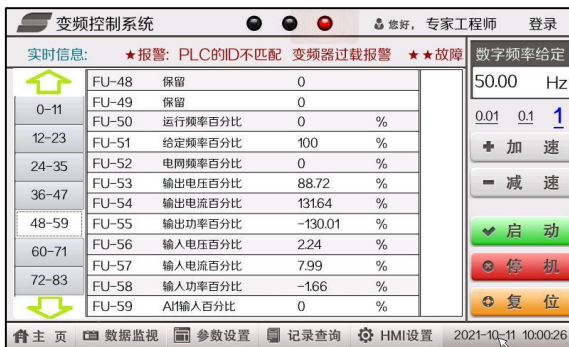 变频控制系统 您好, 专家工程师 登录
实时信息: ★报警: PLC的ID不匹配 变频器过载报警 ★★故障
数字频率给定
50.00 Hz
0.01 0.1 1
加 速
减 速
启 动
停 机
复 位
0-11
12-23
24-35
36-47
48-59
60-71
72-83
FU-48 保留 0
FU-49 保留 0
FU-50 运行频率百分比 0 %
FU-51 给定频率百分比 100 %
FU-52 电网频率百分比 0 %
FU-53 输出电压百分比 88.72 %
FU-54 输出电流百分比 131.64 %
FU-55 输出功率百分比 -130.01 %
FU-56 输入电压百分比 2.24 %
FU-57 输入电流百分比 7.99 %
FU-58 输入功率百分比 -1.66 %
FU-59 AI1输入百分比 0 %
主 页 数据监视 参数设置 记录查询 HMI设置 2021-10-11 10:00:26